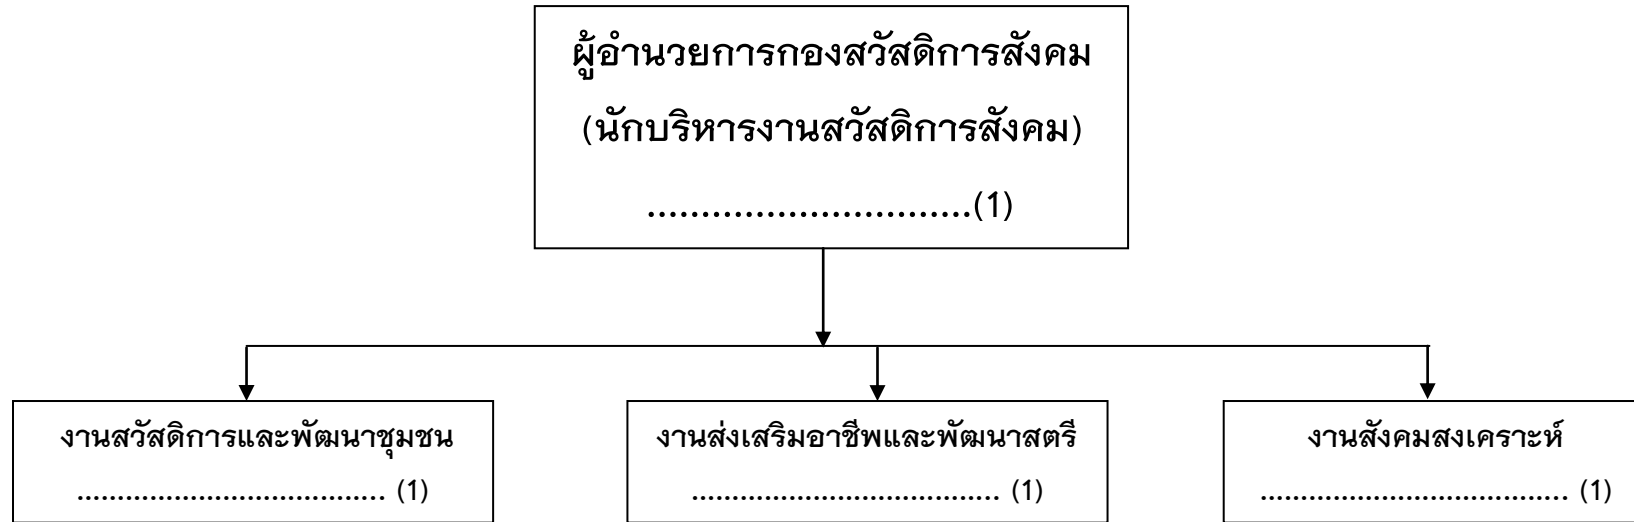 ผู้อำนวยการกองสวัสดิการสังคม
(นักบริหารงานสวัสดิการสังคม)
..............................(1)
งานสวัสดิการและพัฒนาชุมชน
...................................... (1)
งานส่งเสริมอาชีพและพัฒนาสตรี
...................................... (1)
งานสังคมสงเคราะห์
...................................... (1)